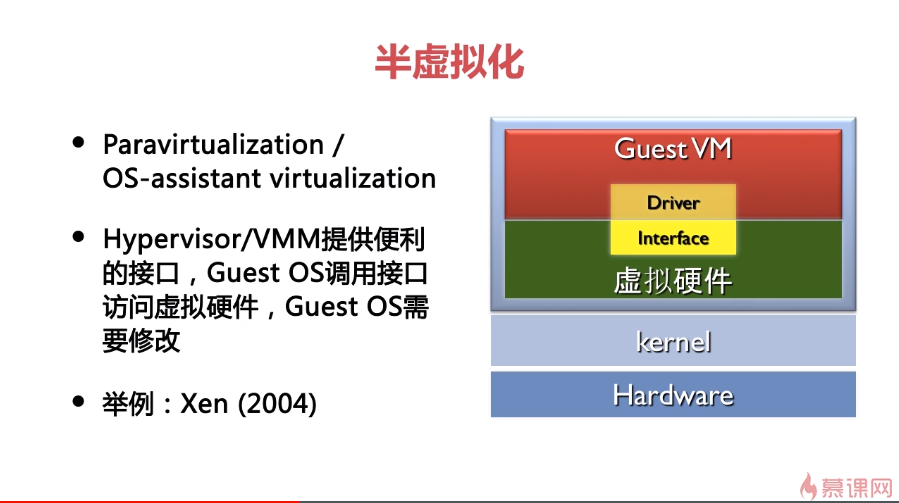 半虚拟化
• Paravirtualization /
OS-assistant virtualization
• Hypervisor/VMM提供便利
的接口，Guest OS调用接口
访问虚拟硬件，Guest OS需
要修改
• 举例：Xen (2004)
Guest VM
Driver
Interface
虚拟硬件
kernel
Hardware
慕课网